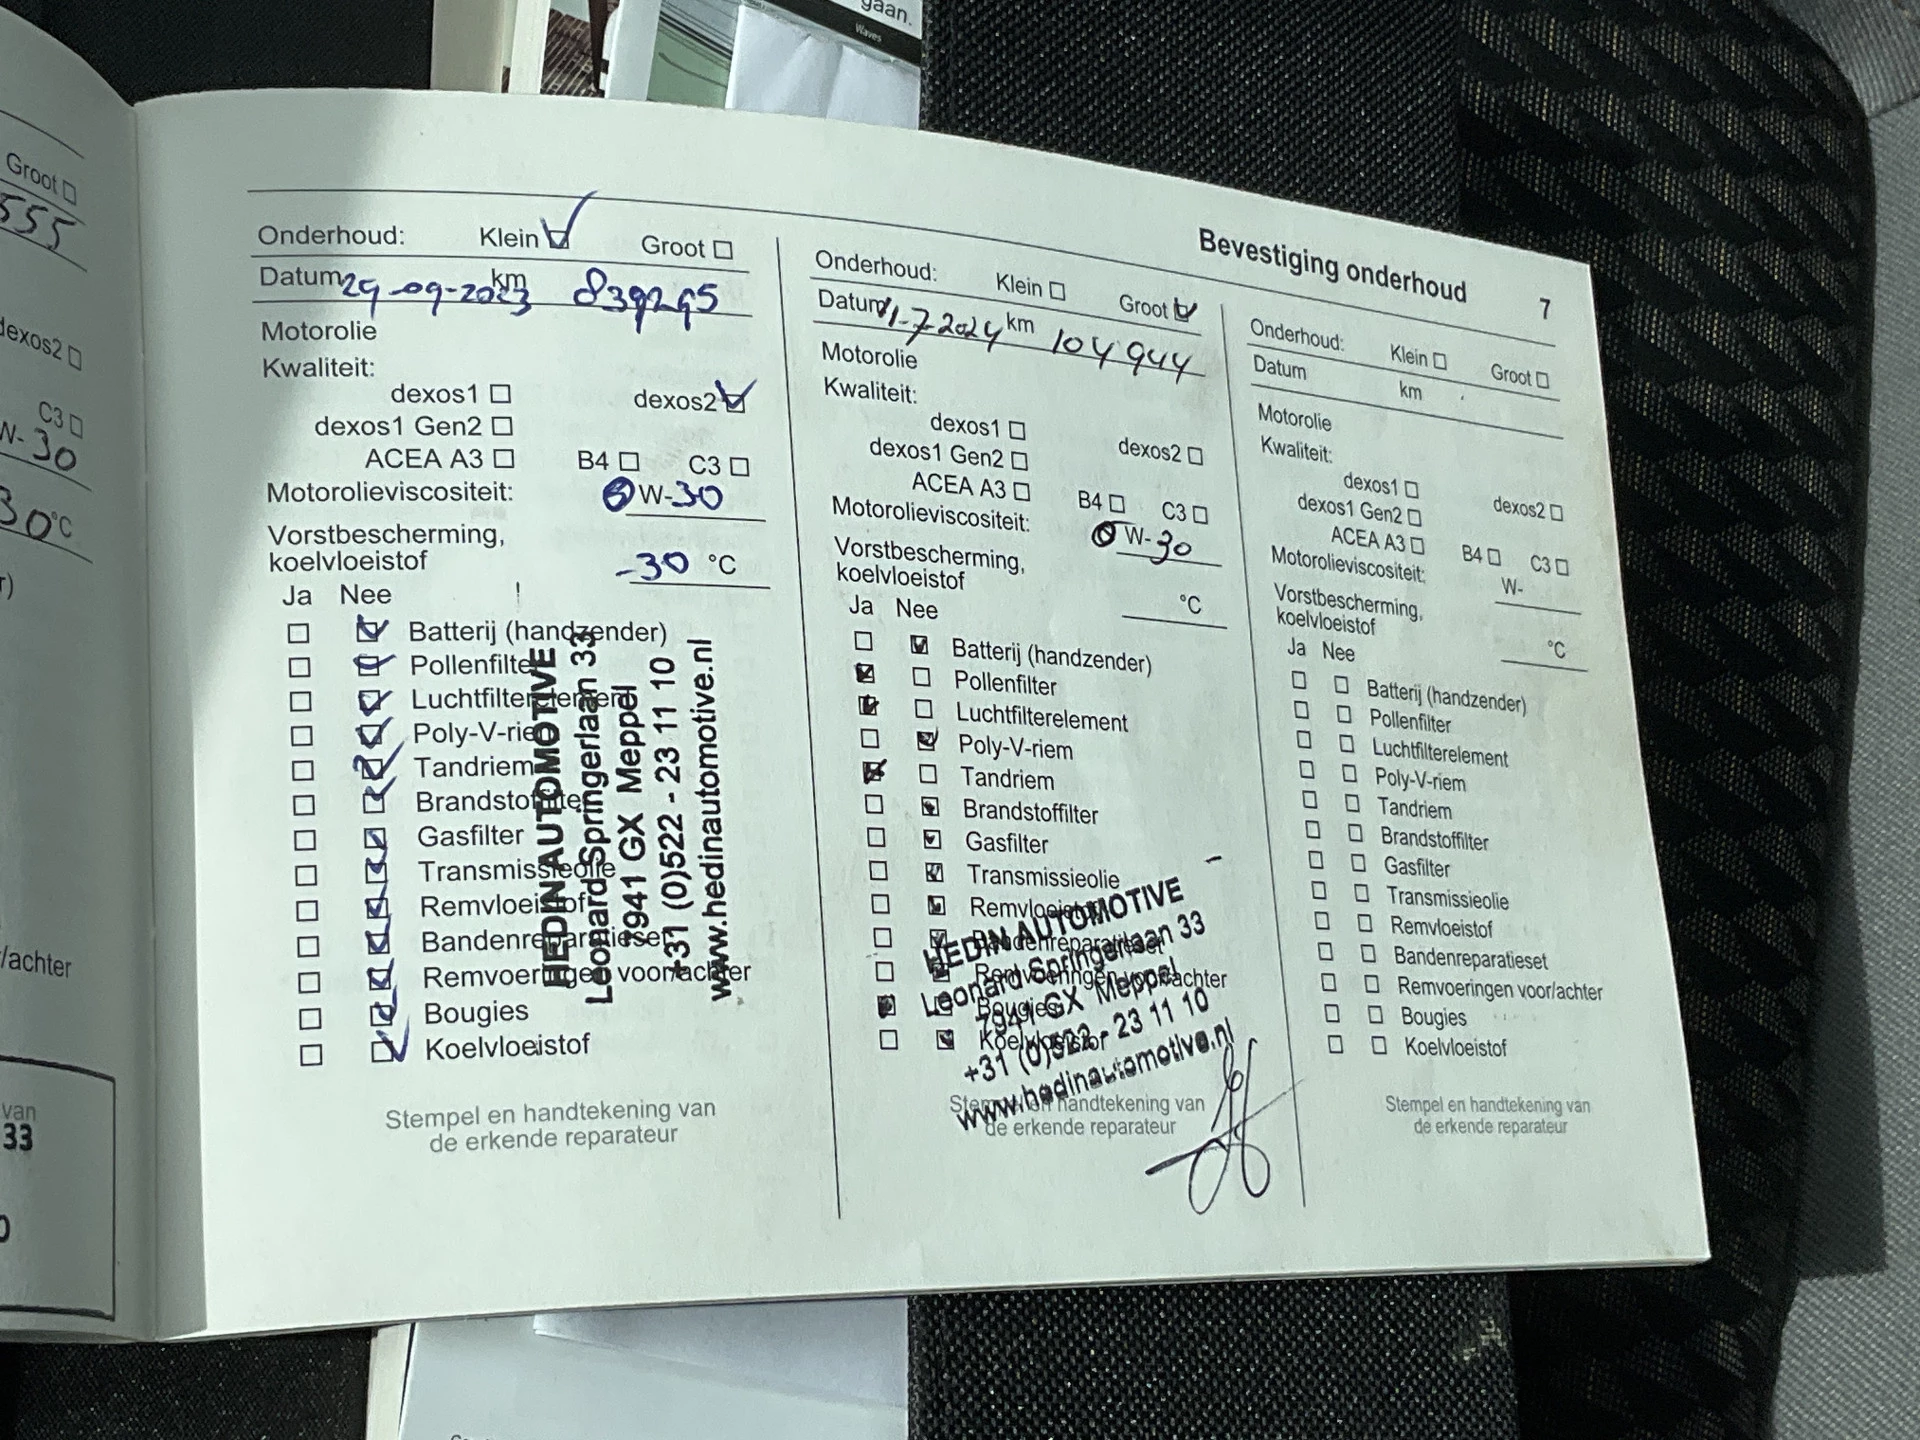 gaan.
Waves
Groot
555
dexos2
C3
W-30
30°C
/achter
van
33
Bevestiging onderhoud 7
Onderhoud: Klein Groot
Datum 29-09-2023 km
Motorolie
Kwaliteit:
dexos1 dexos2
dexos1 Gen2
ACEA A3 B4 C3
Motorolieviscositeit: W-30
Vorstbescherming,
koelvloeistof -30 °C
Ja Nee
Batterij (handzender)
Pollenfilter
Luchtfilterelement
Poly-V-riem
Tandriem
Brandstoffilter
Gasfilter
Transmissieolie
Remvloeistof
Bandenreparatieset
Remvoeringen voor/achter
Bougies
Koelvloeistof
HEDIN AUTOMOTIVE
Leonard Springerlaan 33
7941 GX Meppel
+31 (0)522 - 23 11 10
www.hedinautomotive.nl
Stempel en handtekening van
de erkende reparateur
Onderhoud: Klein Groot
Datum 11-7-2024 km 104944
Motorolie
Kwaliteit:
dexos1 dexos2
dexos1 Gen2
ACEA A3 B4 C3
Motorolieviscositeit: 0 W-30
Vorstbescherming,
koelvloeistof °C
Ja Nee
Batterij (handzender)
Pollenfilter
Luchtfilterelement
Poly-V-riem
Tandriem
Brandstoffilter
Gasfilter
Transmissieolie
Remvloeistof
Bandenreparatieset
Remvoeringen voor/achter
Bougies
Koelvloeistof
HEDIN AUTOMOTIVE
Leonard Springerlaan 33
7941 GX Meppel
+31 (0)522 - 23 11 10
www.hedinautomotive.nl
Stempel en handtekening van
de erkende reparateur
Onderhoud: Klein Groot
Datum km
Motorolie
Kwaliteit:
dexos1 dexos2
dexos1 Gen2
ACEA A3 B4 C3
Motorolieviscositeit: W-
Vorstbescherming,
koelvloeistof °C
Ja Nee
Batterij (handzender)
Pollenfilter
Luchtfilterelement
Poly-V-riem
Tandriem
Brandstoffilter
Gasfilter
Transmissieolie
Remvloeistof
Bandenreparatieset
Remvoeringen voor/achter
Bougies
Koelvloeistof
Stempel en handtekening van
de erkende reparateur